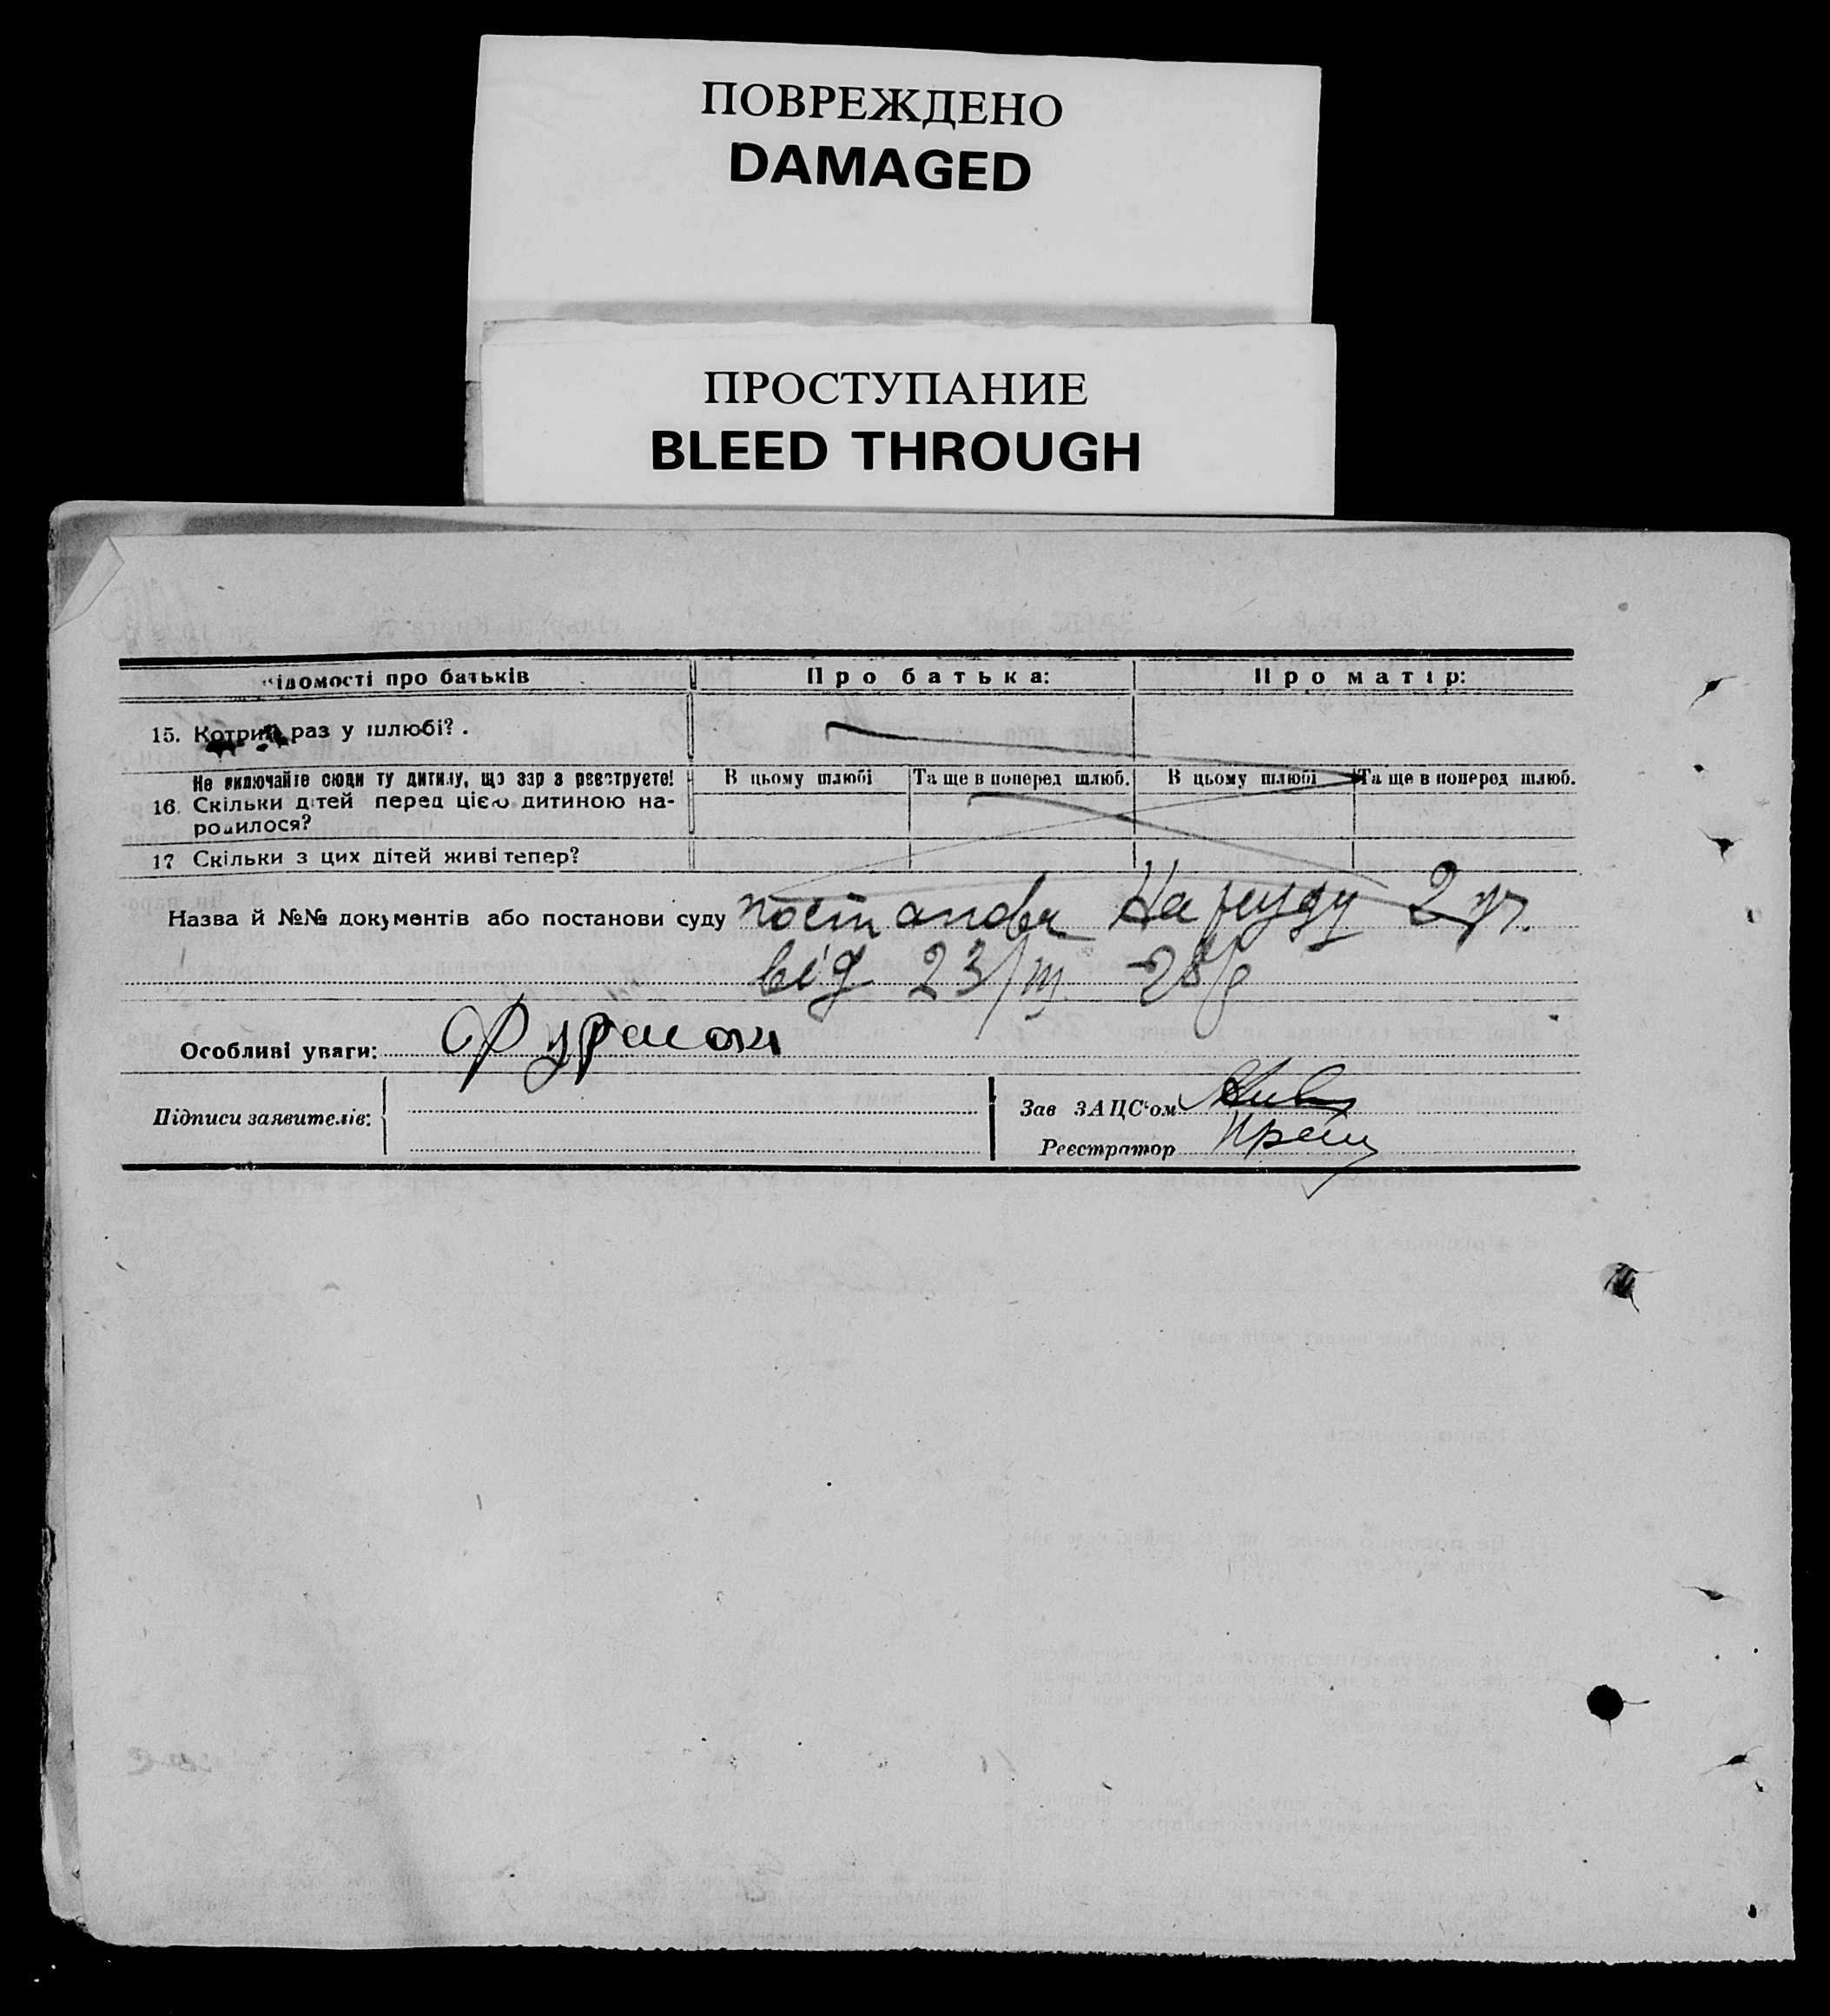 ПОВРЕЖДЕНО
DAMAGED
ПРОСТУПАНИЕ
BLEED THROUGH
ідомості про батьків Про батька: Про матір:
15. Котрий раз у шлюбі?
Не включайте сюди ту дитину, що зараз реєструєте! В цьому шлюбі Та ще в поперед шлюб. В цьому шлюбі Та ще в поперед шлюб.
16. Скільки дітей перед цією дитиною на-
родилося?
17 Скільки з цих дітей живі тепер?
Назва й №№ документів або постанови суду постанова Нарсуду 2 уч.
від 23/III 28 р
Особливі уваги:
Підписи заявителів:
Зав ЗАЦС'ом
Реєстратор